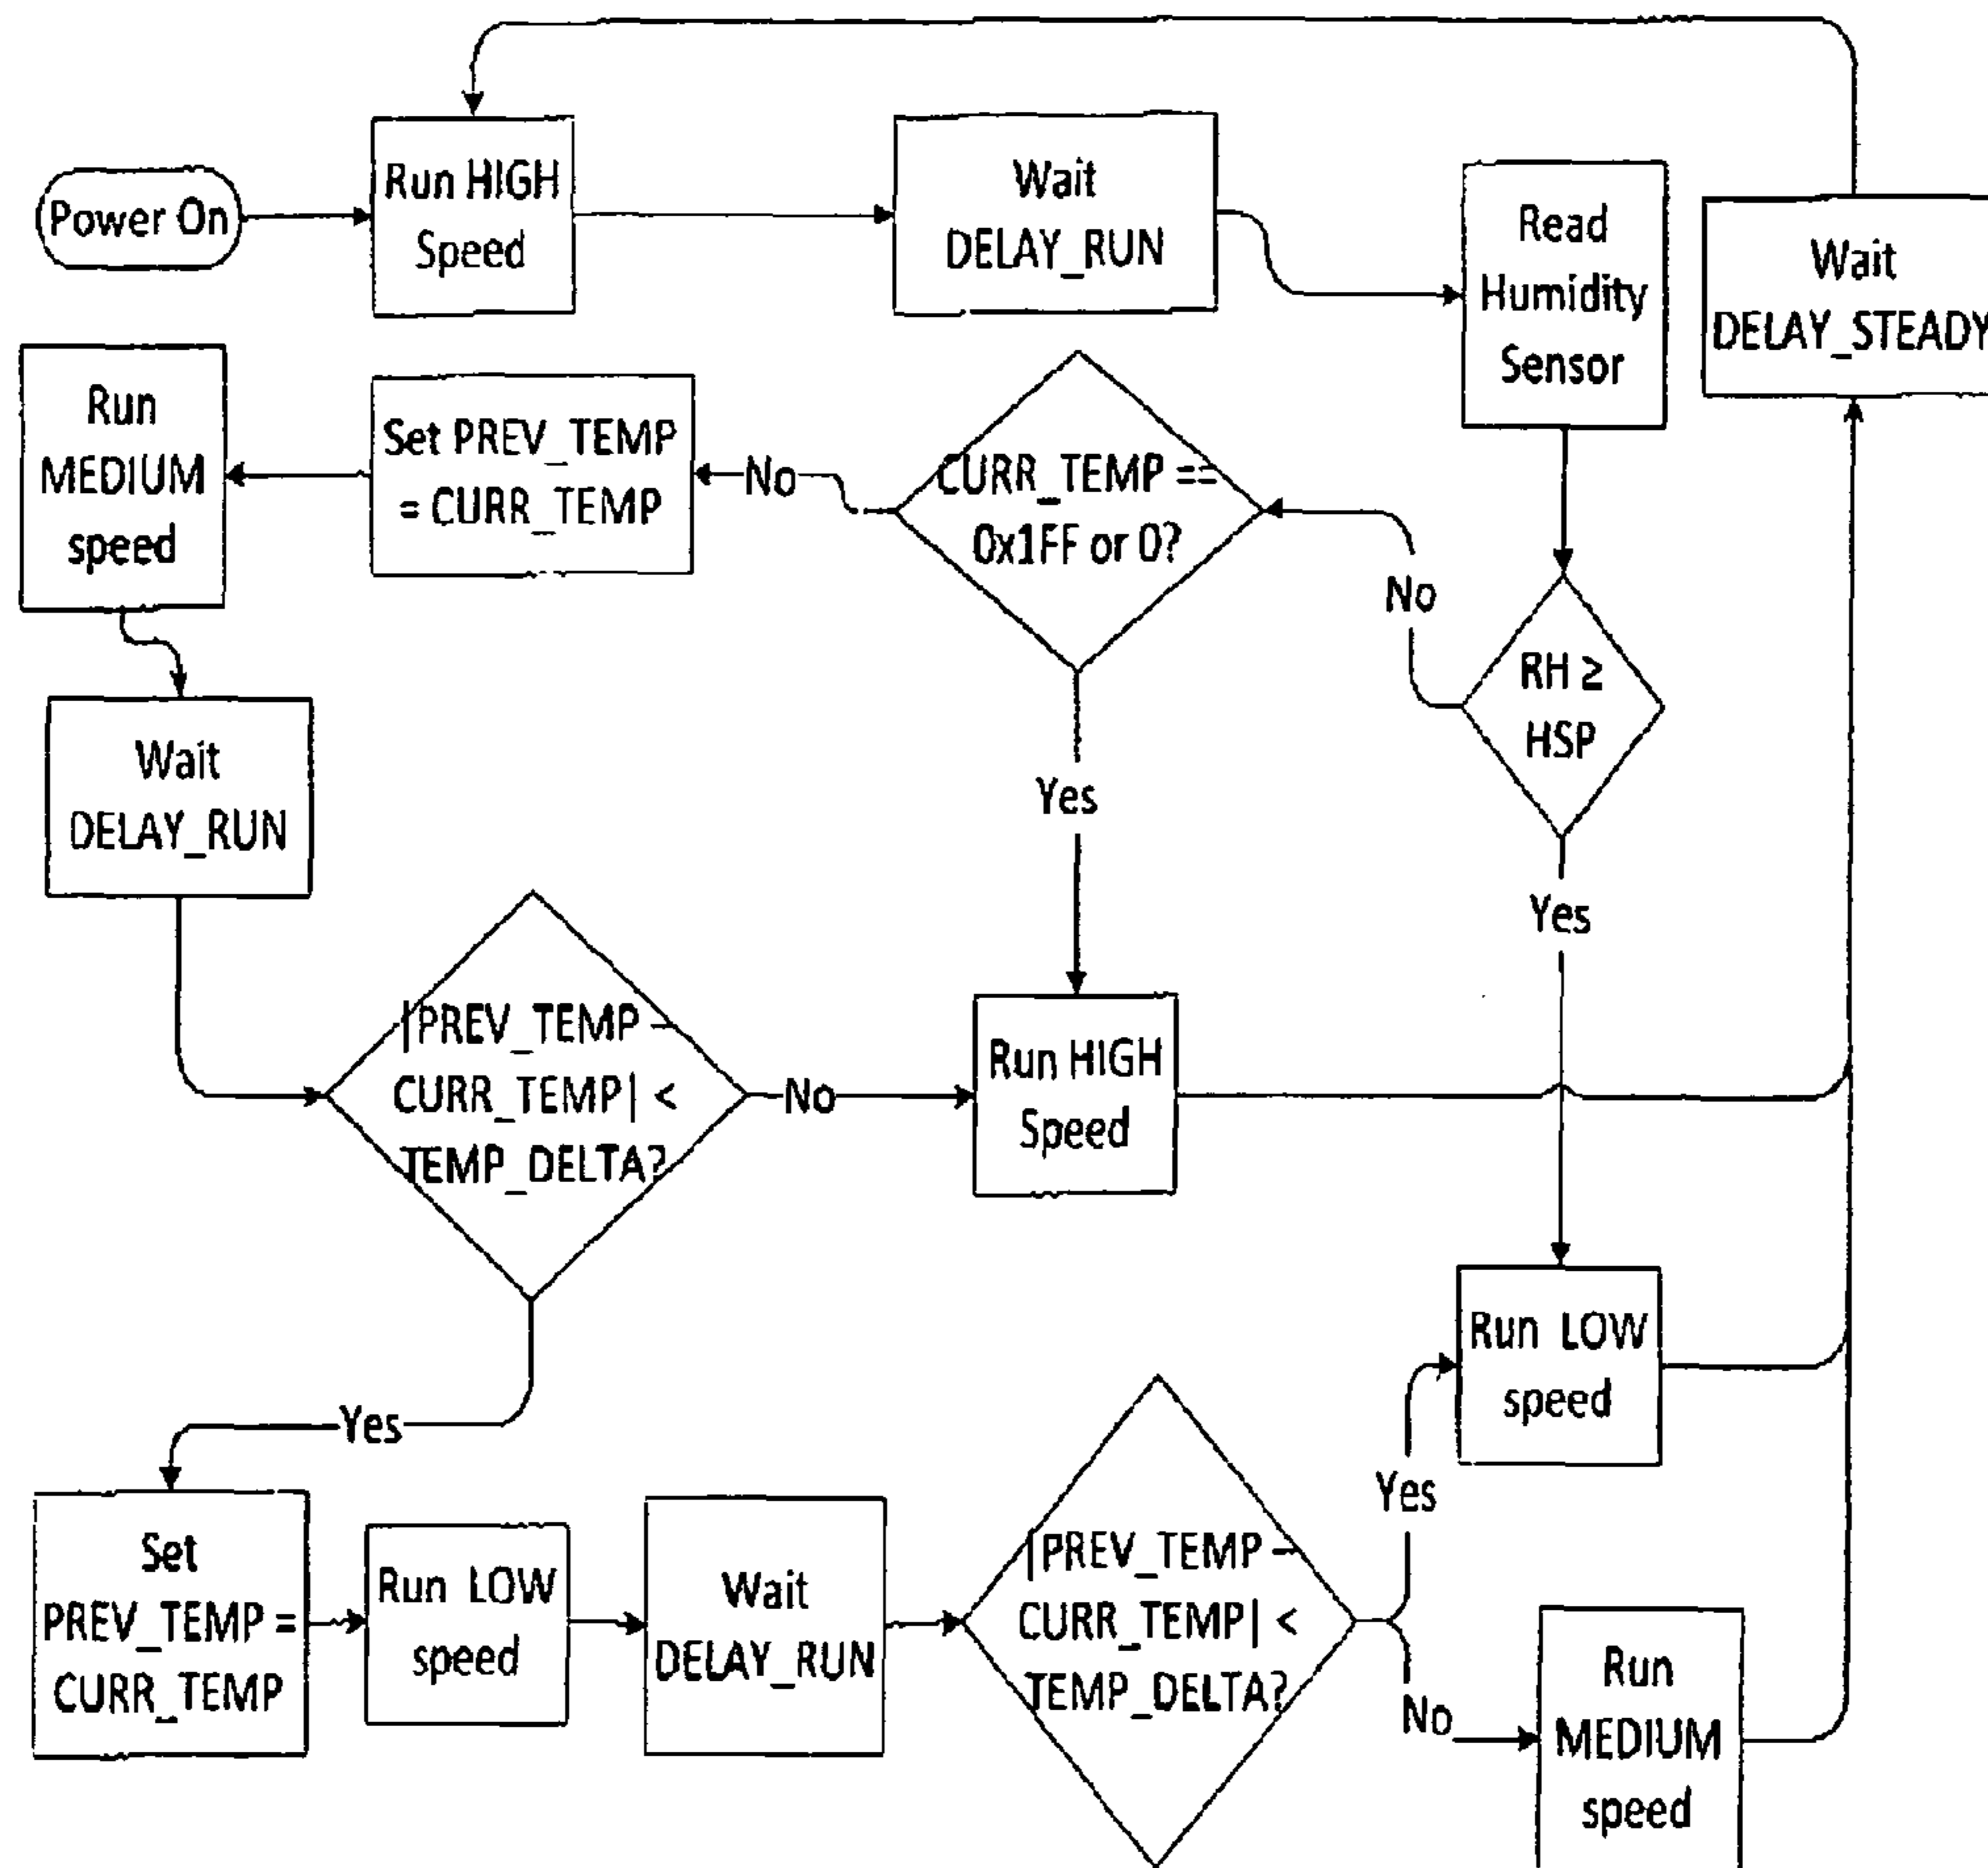 Power On
Run HIGH
Speed
Wait
DELAY_RUN
Read
Humidity
Sensor
Wait
DELAY_STEADY
Run
MEDIUM
speed
Set PREV_TEMP
= CURR_TEMP
No
CURR_TEMP ==
0x1FF or 0?
No
RH ≥
HSP
Wait
DELAY_RUN
Yes
Yes
|PREV_TEMP –
CURR_TEMP| <
TEMP_DELTA?
No
Run HIGH
Speed
Run LOW
speed
Yes
Set
PREV_TEMP =
CURR_TEMP
Run LOW
speed
Wait
DELAY_RUN
|PREV_TEMP –
CURR_TEMP| <
TEMP_DELTA?
Yes
No
Run
MEDIUM
speed